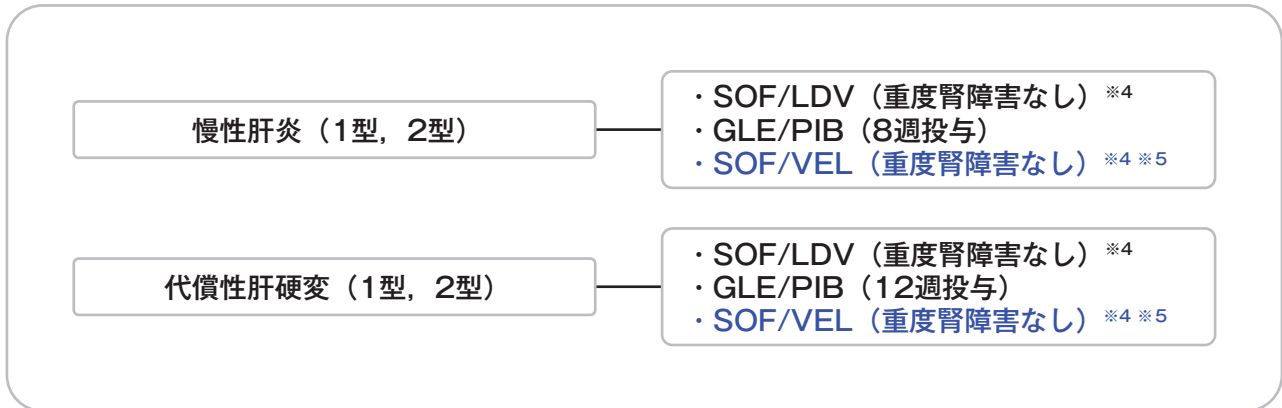 慢性肝炎（1型，2型）
・SOF/LDV（重度腎障害なし）※4
・GLE/PIB（8週投与）
・SOF/VEL（重度腎障害なし）※4 ※5
代償性肝硬変（1型，2型）
・SOF/LDV（重度腎障害なし）※4
・GLE/PIB（12週投与）
・SOF/VEL（重度腎障害なし）※4 ※5